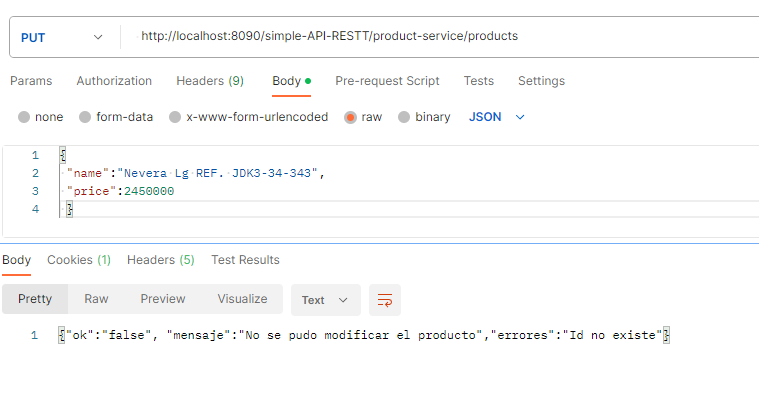 PUT http://localhost:8090/simple-API-RESTT/product-service/products
Params Authorization Headers (9) Body Pre-request Script Tests Settings
none form-data x-www-form-urlencoded raw binary JSON
1 {
2 "name":"Nevera Lg REF. JDK3-34-343",
3 "price":2450000
4 }
Body Cookies (1) Headers (5) Test Results
Pretty Raw Preview Visualize Text
1 {"ok":"false", "mensaje":"No se pudo modificar el producto","errores":"Id no existe"}